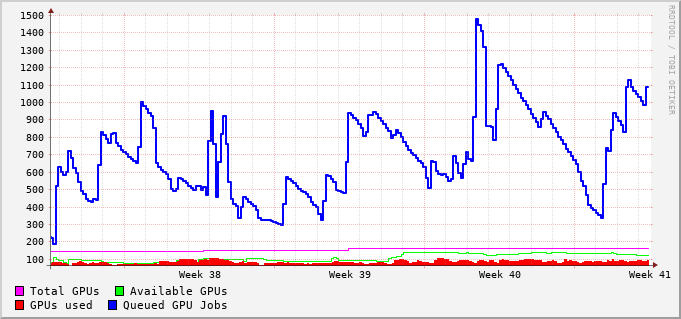 1500
1400
1300
1200
1100
1000
900
800
700
600
500
400
300
200
100
Week 38
Week 39
Week 40
Week 41
Total GPUs
Available GPUs
GPUs used
Queued GPU Jobs
RRDTOOL / TOBI OETIKER